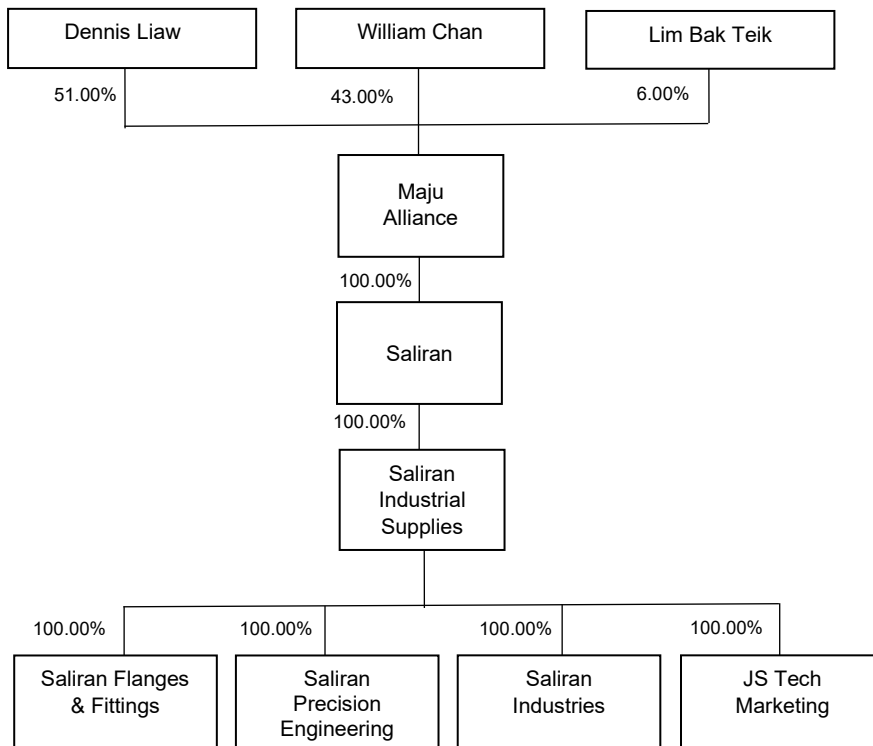 Dennis Liaw
William Chan
Lim Bak Teik
51.00%
43.00%
6.00%
Maju
Alliance
100.00%
Saliran
100.00%
Saliran
Industrial
Supplies
100.00%
100.00%
100.00%
100.00%
Saliran Flanges
& Fittings
Saliran
Precision
Engineering
Saliran
Industries
JS Tech
Marketing